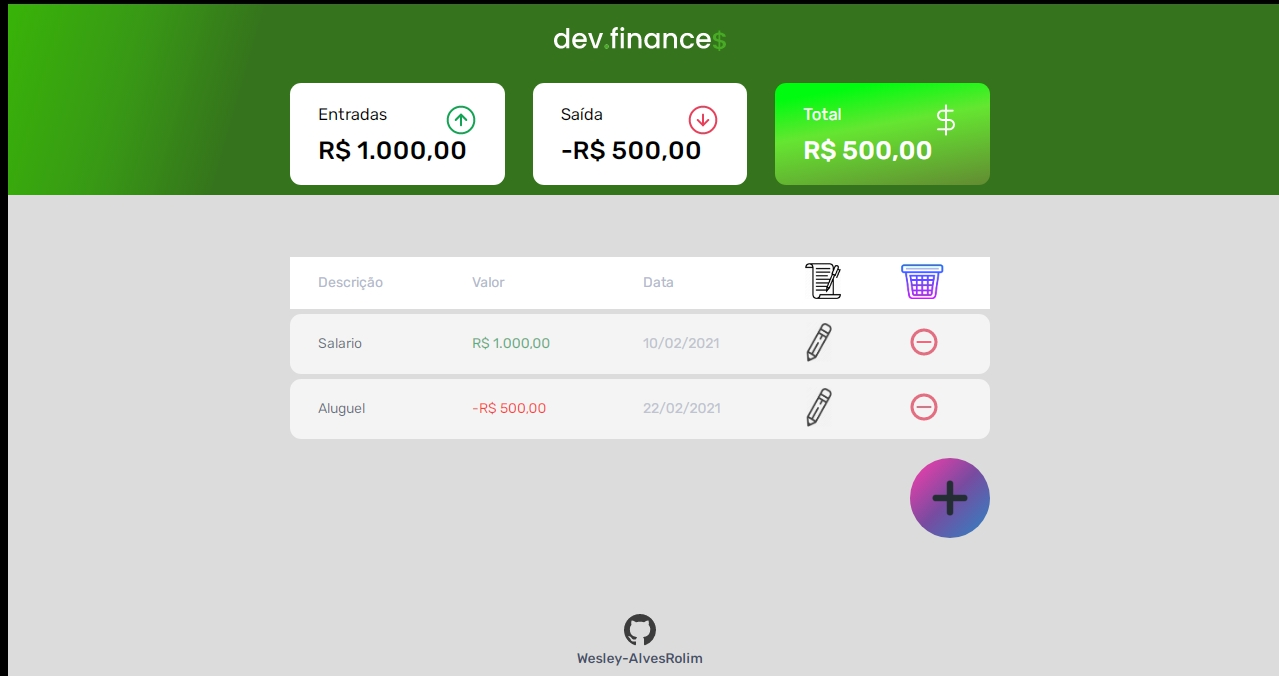 dev.finance$
Entradas
R$ 1.000,00
Saída
-R$ 500,00
Total
R$ 500,00
Descrição Valor Data
Salario R$ 1.000,00 10/02/2021
Aluguel -R$ 500,00 22/02/2021
Wesley-AlvesRolim